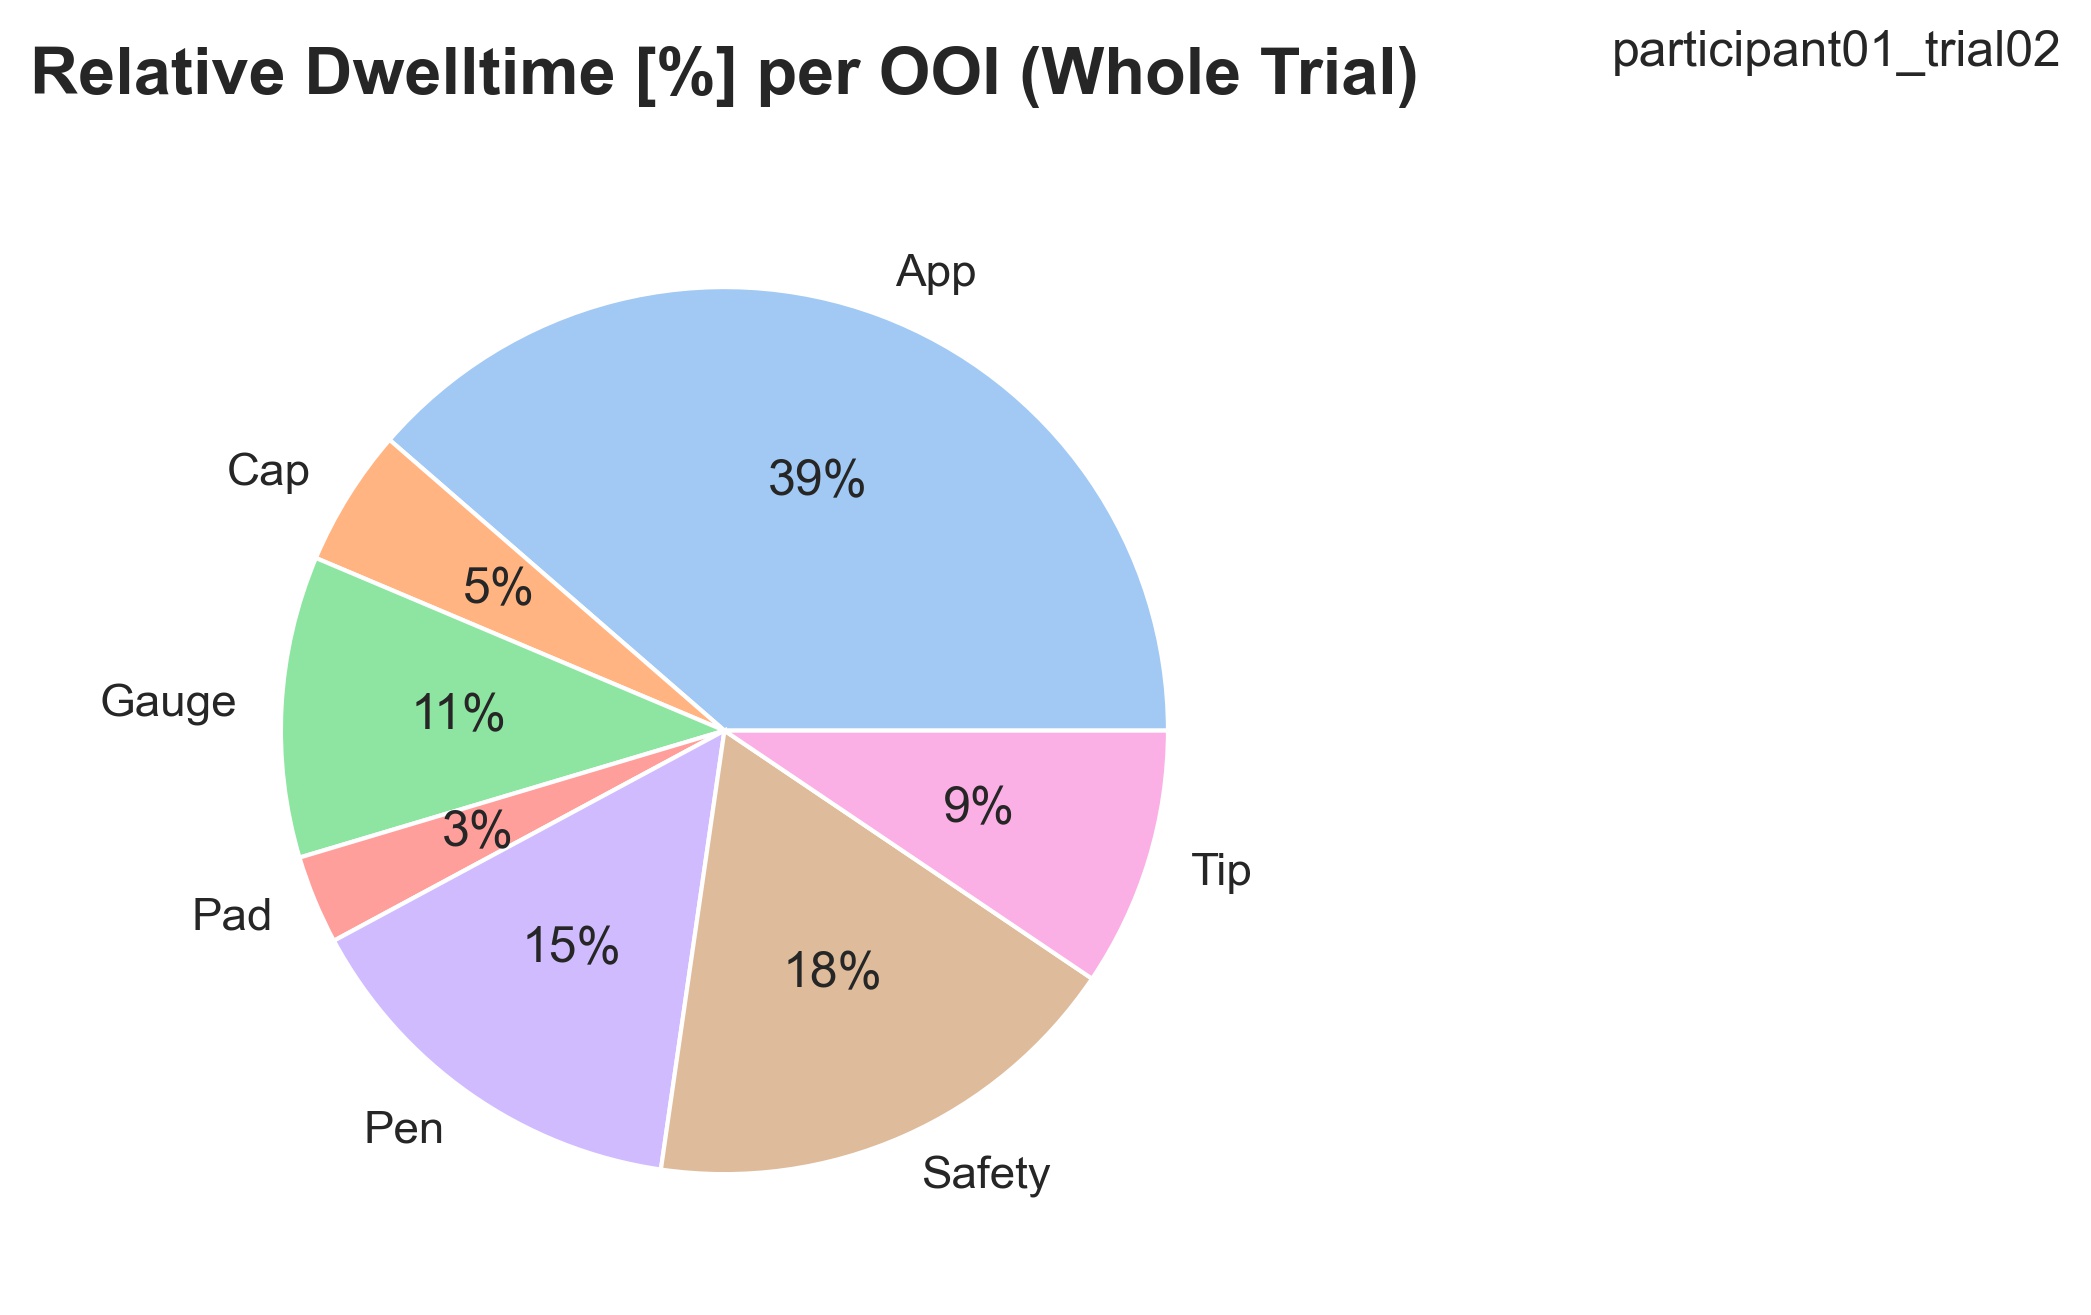 Relative Dwelltime [%] per OOI (Whole Trial)
participant01_trial02
App
39%
Cap
5%
Gauge
11%
Pad
3%
Pen
15%
Safety
18%
Tip
9%